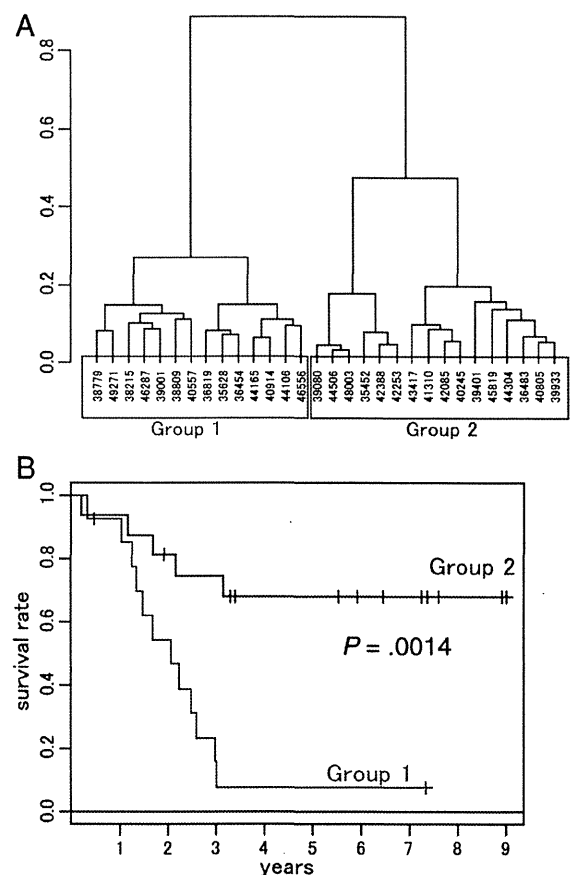 A
0.8
0.6
0.4
0.2
0.0
38779 49271 38215 46287 39001 38809 40557 36819 35628 36454 44165 40914 44106 46556 39080 44506 48003 35452 42388 42253 43417 41310 42085 40245 39401 45819 44304 36483 40805 39933
Group 1 Group 2
B
1.0
0.8
0.6
0.4
0.2
0.0
survival rate
Group 2
P = .0014
Group 1
1 2 3 4 5 6 7 8 9
years